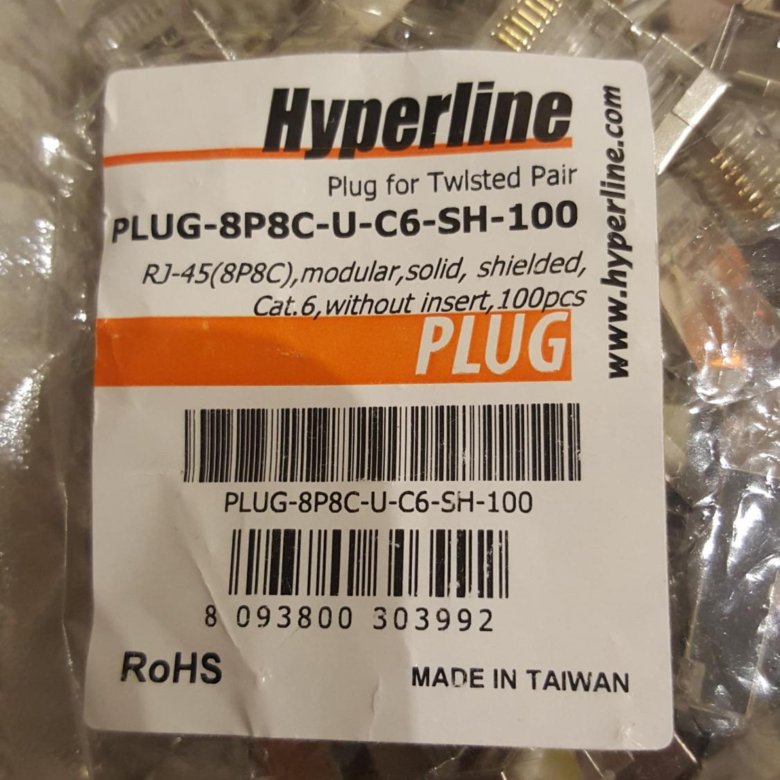 Hyperline
Plug for Twlsted Pair
PLUG-8P8C-U-C6-SH-100
RJ-45(8P8C),modular,solid, shielded,
Cat.6,without insert,100pcs
PLUG
www.hyperline.com
PLUG-8P8C-U-C6-SH-100
8 093800 303992
RoHS
MADE IN TAIWAN